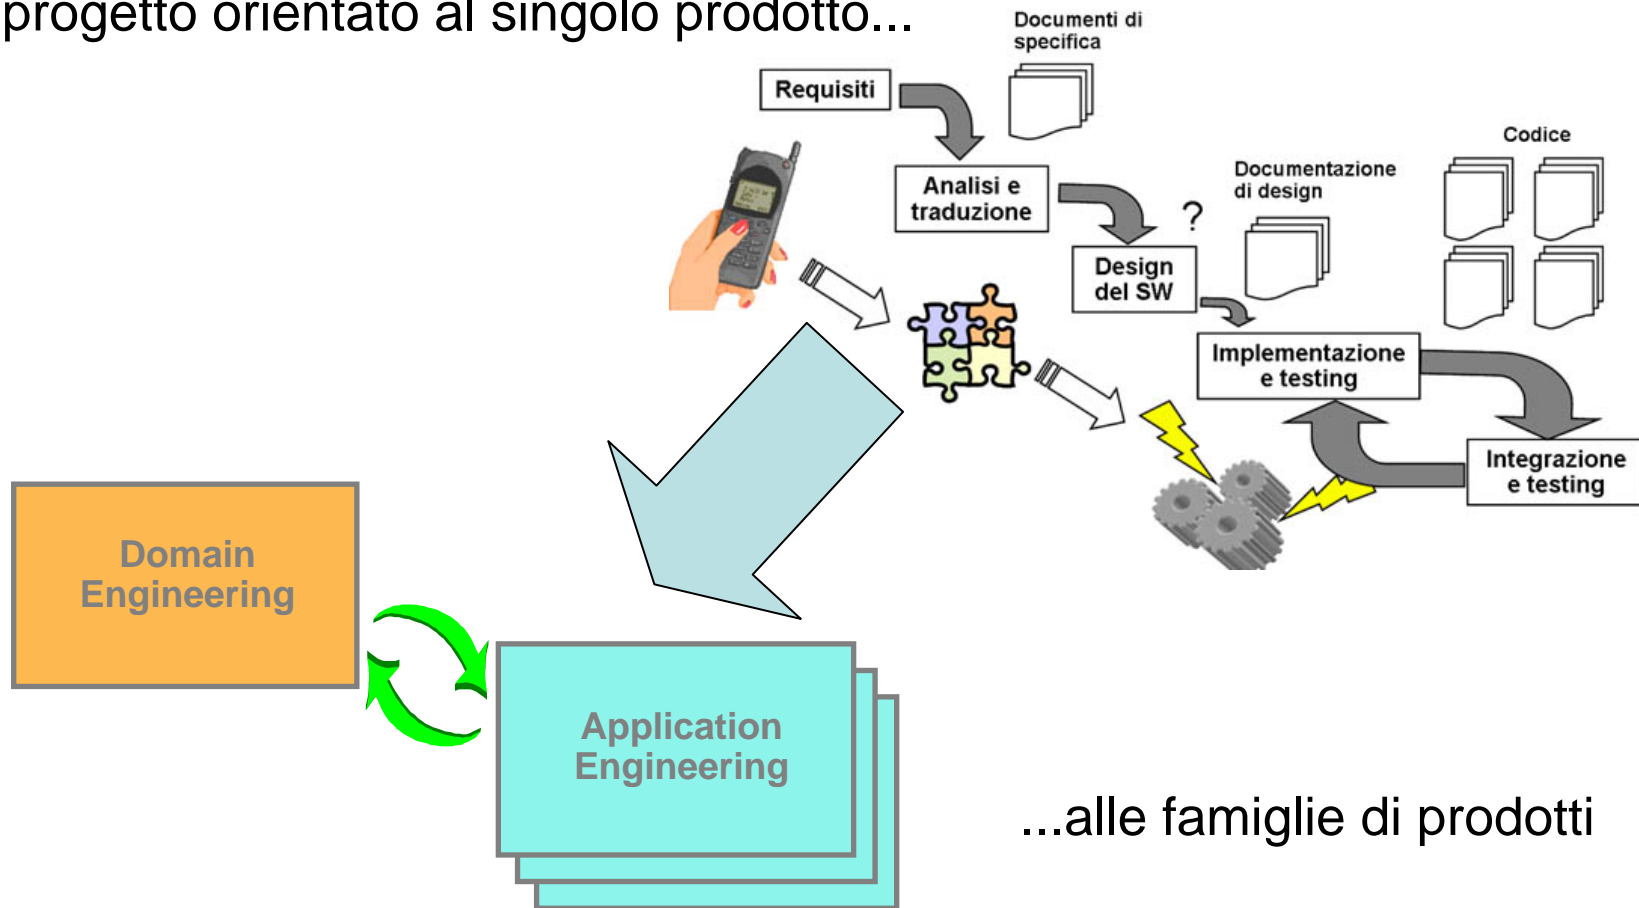 progetto orientato al singolo prodotto...
Documenti di
specifica
Requisiti
Codice
Analisi e
traduzione
Documentazione
di design
?
Design
del SW
Implementazione
e testing
Integrazione
e testing
Domain
Engineering
Application
Engineering
...alle famiglie di prodotti